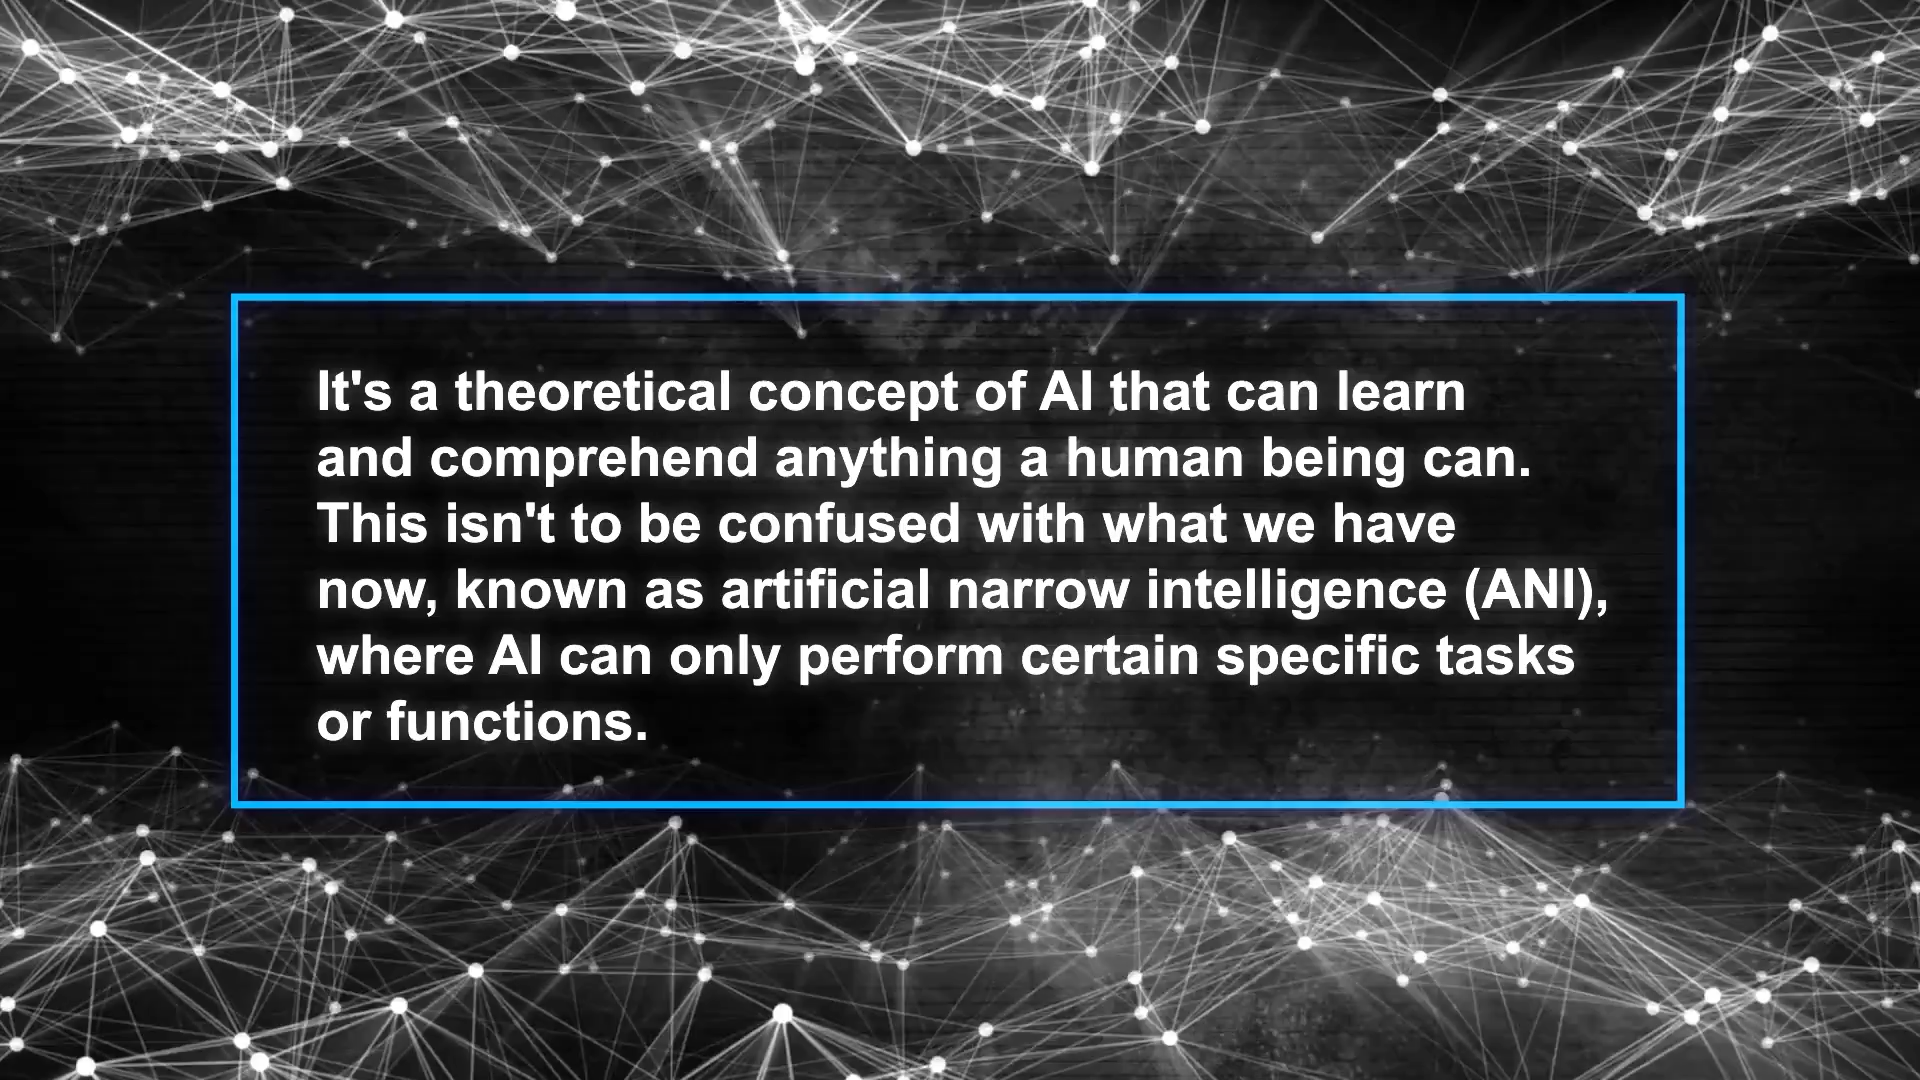 It's a theoretical concept of AI that can learn
and comprehend anything a human being can.
This isn't to be confused with what we have
now, known as artificial narrow intelligence (ANI),
where AI can only perform certain specific tasks
or functions.